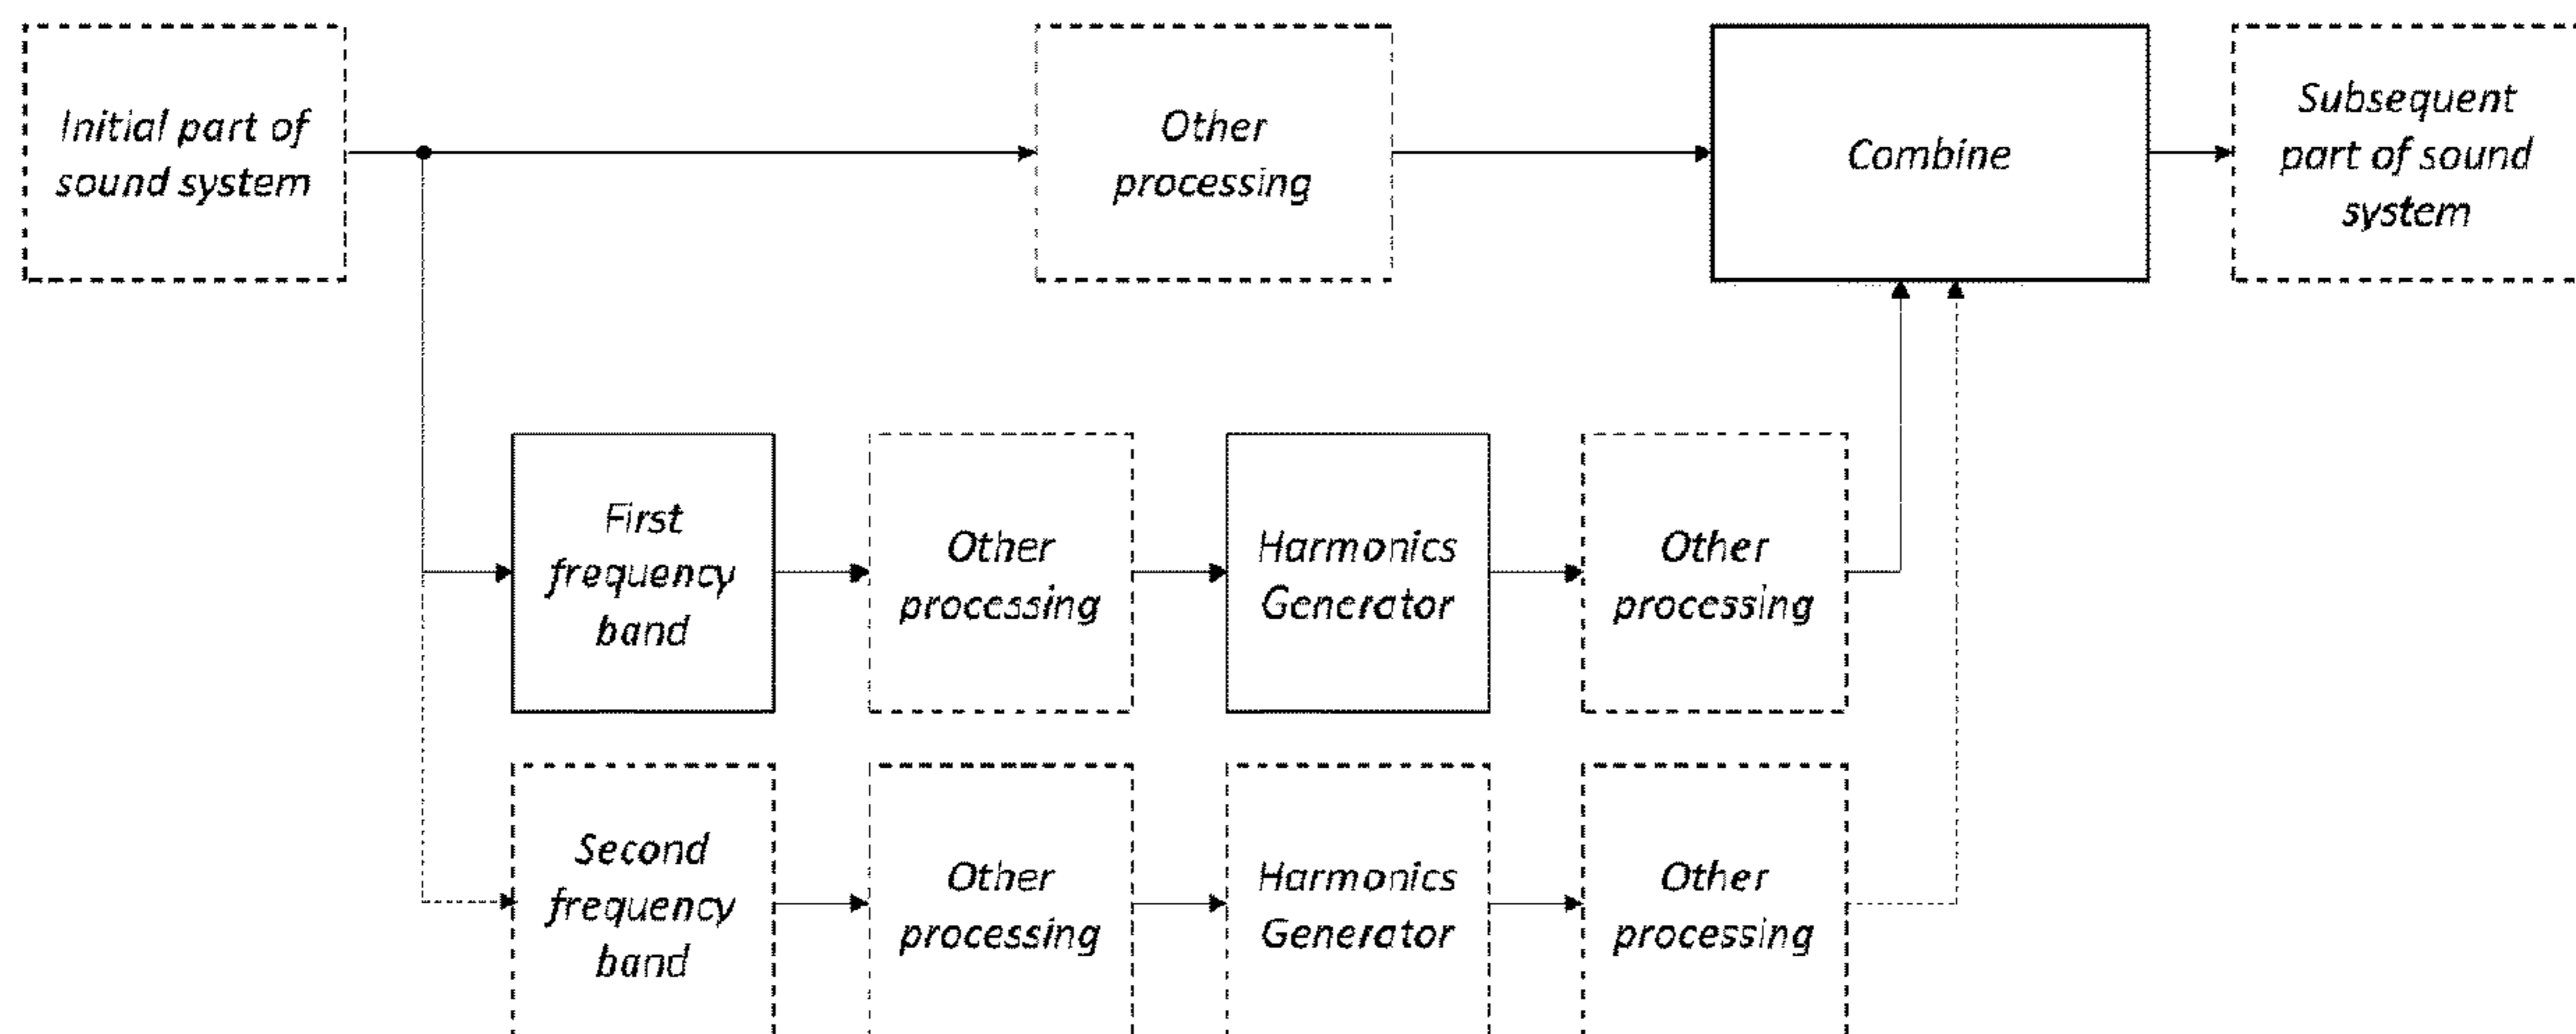 Initial part of
sound system
Other
processing
Combine
Subsequent
part of sound
system
First
frequency
band
Other
processing
Harmonics
Generator
Other
processing
Second
frequency
band
Other
processing
Harmonics
Generator
Other
processing